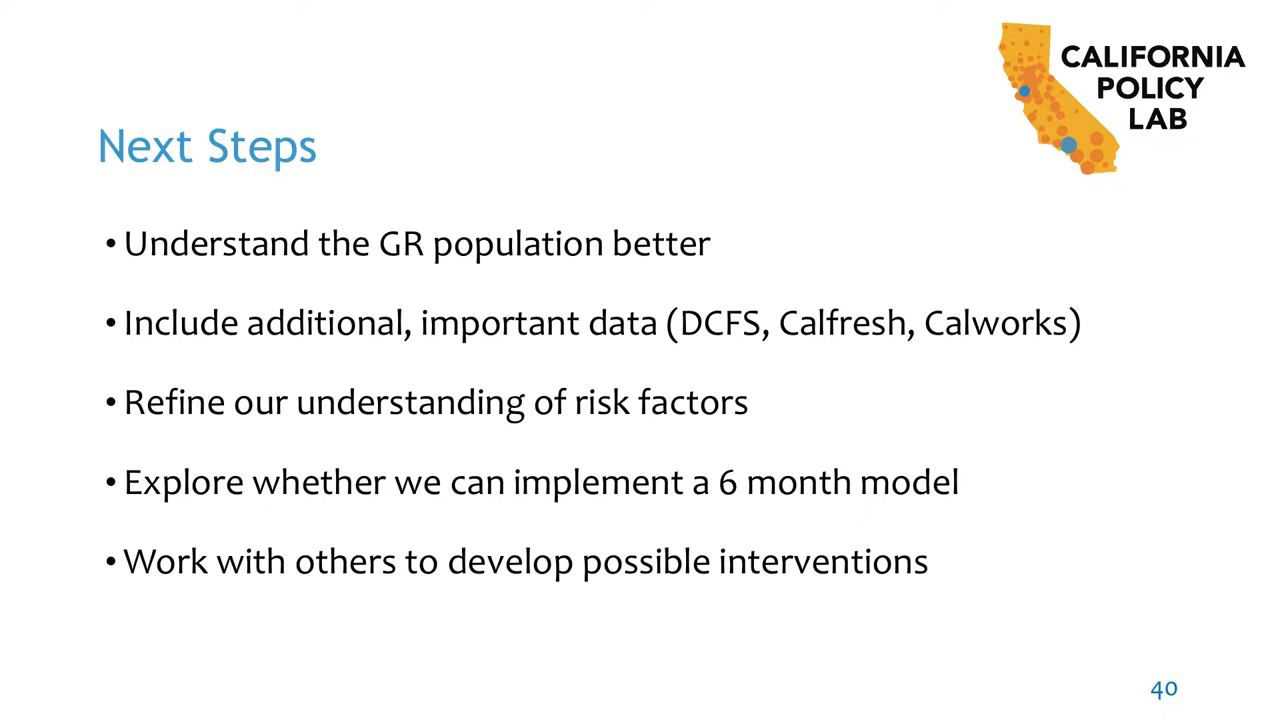 CALIFORNIA
POLICY
LAB
Next Steps
• Understand the GR population better
• Include additional, important data (DCFS, Calfresh, Calworks)
• Refine our understanding of risk factors
• Explore whether we can implement a 6 month model
• Work with others to develop possible interventions
40